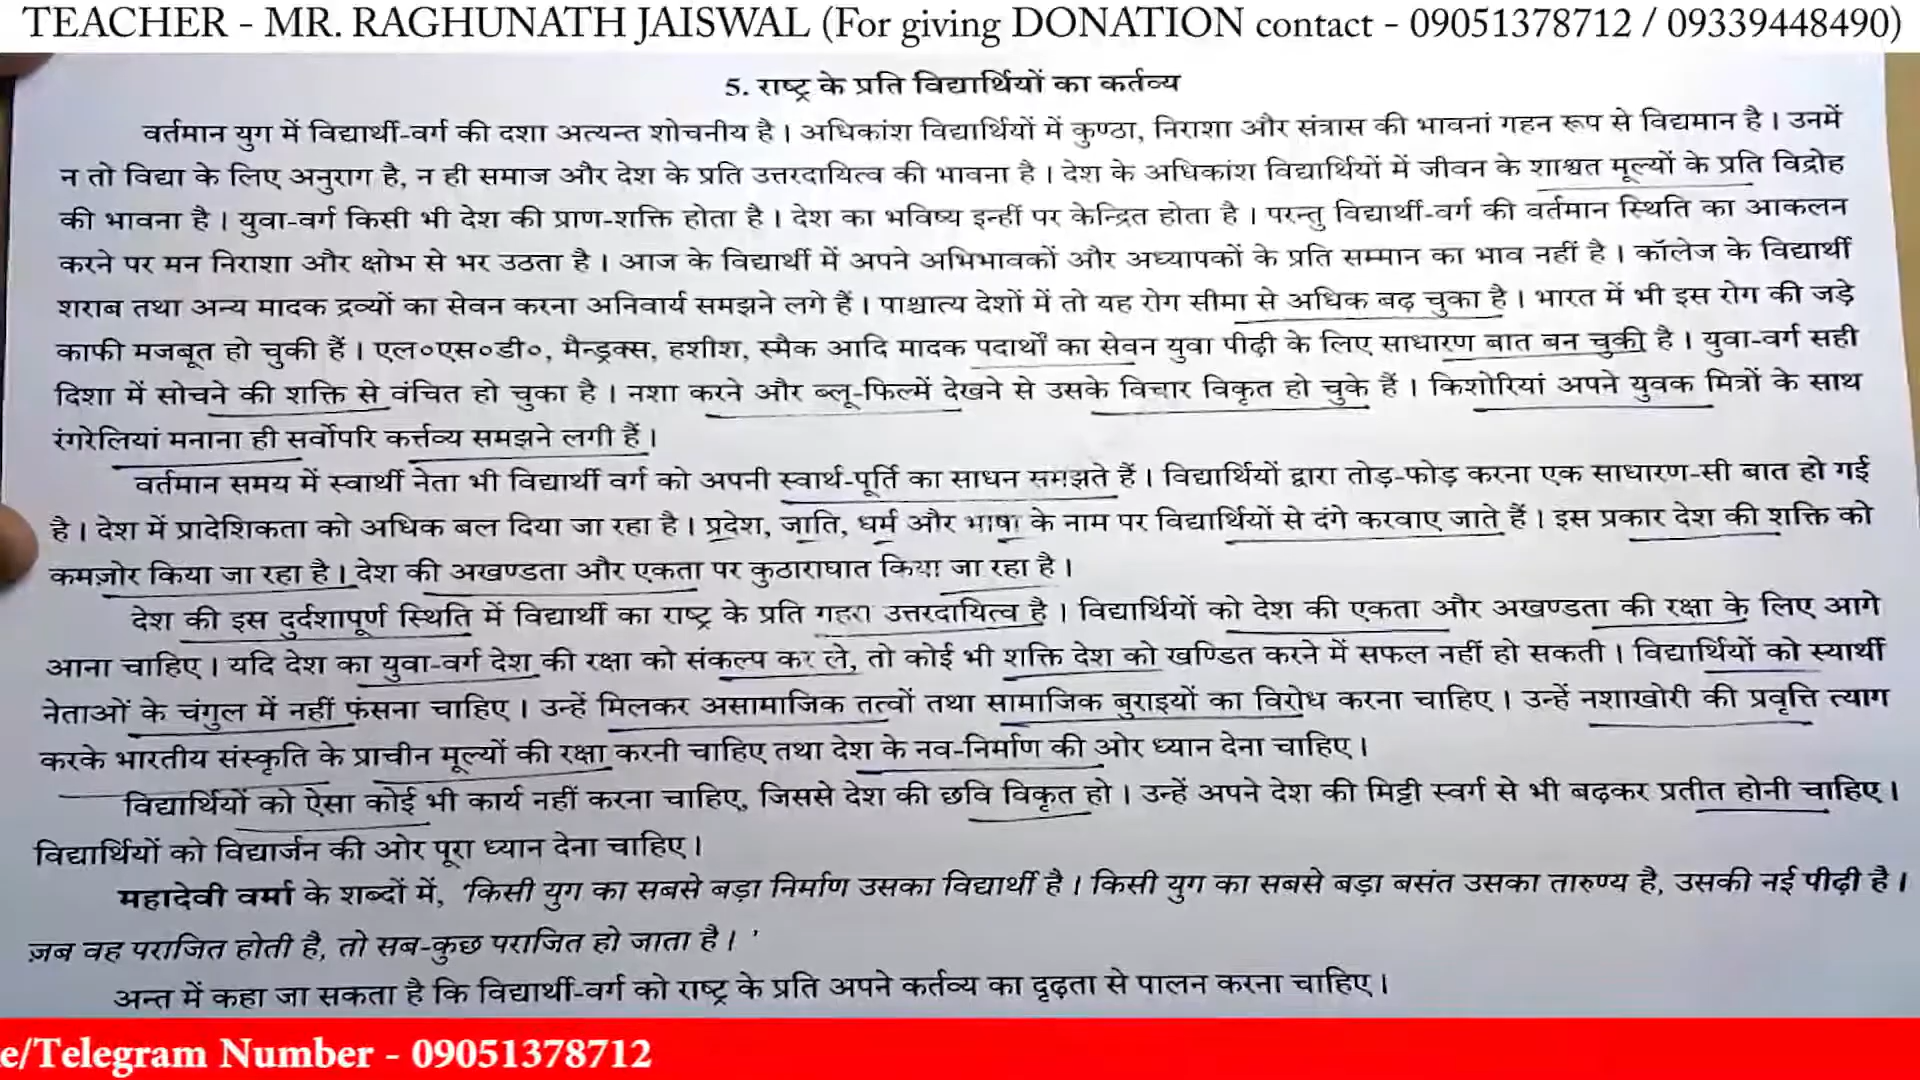 TEACHER - MR. RAGHUNATH JAISWAL (For giving DONATION contact - 09051378712 / 09339448490)
5. राष्ट्र के प्रति विद्यार्थियों का कर्तव्य
वर्तमान युग में विद्यार्थी-वर्ग की दशा अत्यन्त शोचनीय है। अधिकांश विद्यार्थियों में कुण्ठा, निराशा और संत्रास की भावनां गहन रूप से विद्यमान है। उनमें
न तो विद्या के लिए अनुराग है, न ही समाज और देश के प्रति उत्तरदायित्व की भावना है। देश के अधिकांश विद्यार्थियों में जीवन के शाश्वत मूल्यों के प्रति विद्रोह
की भावना है। युवा-वर्ग किसी भी देश की प्राण-शक्ति होता है। देश का भविष्य इन्हीं पर केन्द्रित होता है। परन्तु विद्यार्थी-वर्ग की वर्तमान स्थिति का आकलन
करने पर मन निराशा और क्षोभ से भर उठता है। आज के विद्यार्थी में अपने अभिभावकों और अध्यापकों के प्रति सम्मान का भाव नहीं है। कॉलेज के विद्यार्थी
शराब तथा अन्य मादक द्रव्यों का सेवन करना अनिवार्य समझने लगे हैं। पाश्चात्य देशों में तो यह रोग सीमा से अधिक बढ़ चुका है। भारत में भी इस रोग की जड़े
काफी मजबूत हो चुकी हैं। एल०एस०डी०, मैन्ड्रक्स, हशीश, स्मैक आदि मादक पदार्थों का सेवन युवा पीढ़ी के लिए साधारण बात बन चुकी है। युवा-वर्ग सही
दिशा में सोचने की शक्ति से वंचित हो चुका है। नशा करने और ब्लू-फिल्में देखने से उसके विचार विकृत हो चुके हैं। किशोरियां अपने युवक मित्रों के साथ
रंगरेलियां मनाना ही सर्वोपरि कर्त्तव्य समझने लगी हैं।
वर्तमान समय में स्वार्थी नेता भी विद्यार्थी वर्ग को अपनी स्वार्थ-पूर्ति का साधन समझते हैं। विद्यार्थियों द्वारा तोड़-फोड़ करना एक साधारण-सी बात हो गई
है। देश में प्रादेशिकता को अधिक बल दिया जा रहा है। प्रदेश, जाति, धर्म और भाषा के नाम पर विद्यार्थियों से दंगे करवाए जाते हैं। इस प्रकार देश की शक्ति को
कमज़ोर किया जा रहा है। देश की अखण्डता और एकता पर कुठाराघात किया जा रहा है।
देश की इस दुर्दशापूर्ण स्थिति में विद्यार्थी का राष्ट्र के प्रति गहरा उत्तरदायित्व है। विद्यार्थियों को देश की एकता और अखण्डता की रक्षा के लिए आगे
आना चाहिए। यदि देश का युवा-वर्ग देश की रक्षा को संकल्प कर ले, तो कोई भी शक्ति देश को खण्डित करने में सफल नहीं हो सकती। विद्यार्थियों को स्यार्थी
नेताओं के चंगुल में नहीं फंसना चाहिए। उन्हें मिलकर असामाजिक तत्वों तथा सामाजिक बुराइयों का विरोध करना चाहिए। उन्हें नशाखोरी की प्रवृत्ति त्याग
करके भारतीय संस्कृति के प्राचीन मूल्यों की रक्षा करनी चाहिए तथा देश के नव-निर्माण की ओर ध्यान देना चाहिए।
विद्यार्थियों को ऐसा कोई भी कार्य नहीं करना चाहिए, जिससे देश की छवि विकृत हो। उन्हें अपने देश की मिट्टी स्वर्ग से भी बढ़कर प्रतीत होनी चाहिए।
विद्यार्थियों को विद्यार्जन की ओर पूरा ध्यान देना चाहिए।
महादेवी वर्मा के शब्दों में, 'किसी युग का सबसे बड़ा निर्माण उसका विद्यार्थी है। किसी युग का सबसे बड़ा बसंत उसका तारुण्य है, उसकी नई पीढ़ी है।
ज़ब वह पराजित होती है, तो सब-कुछ पराजित हो जाता है। '
अन्त में कहा जा सकता है कि विद्यार्थी-वर्ग को राष्ट्र के प्रति अपने कर्तव्य का दृढ़ता से पालन करना चाहिए।
e/Telegram Number - 09051378712